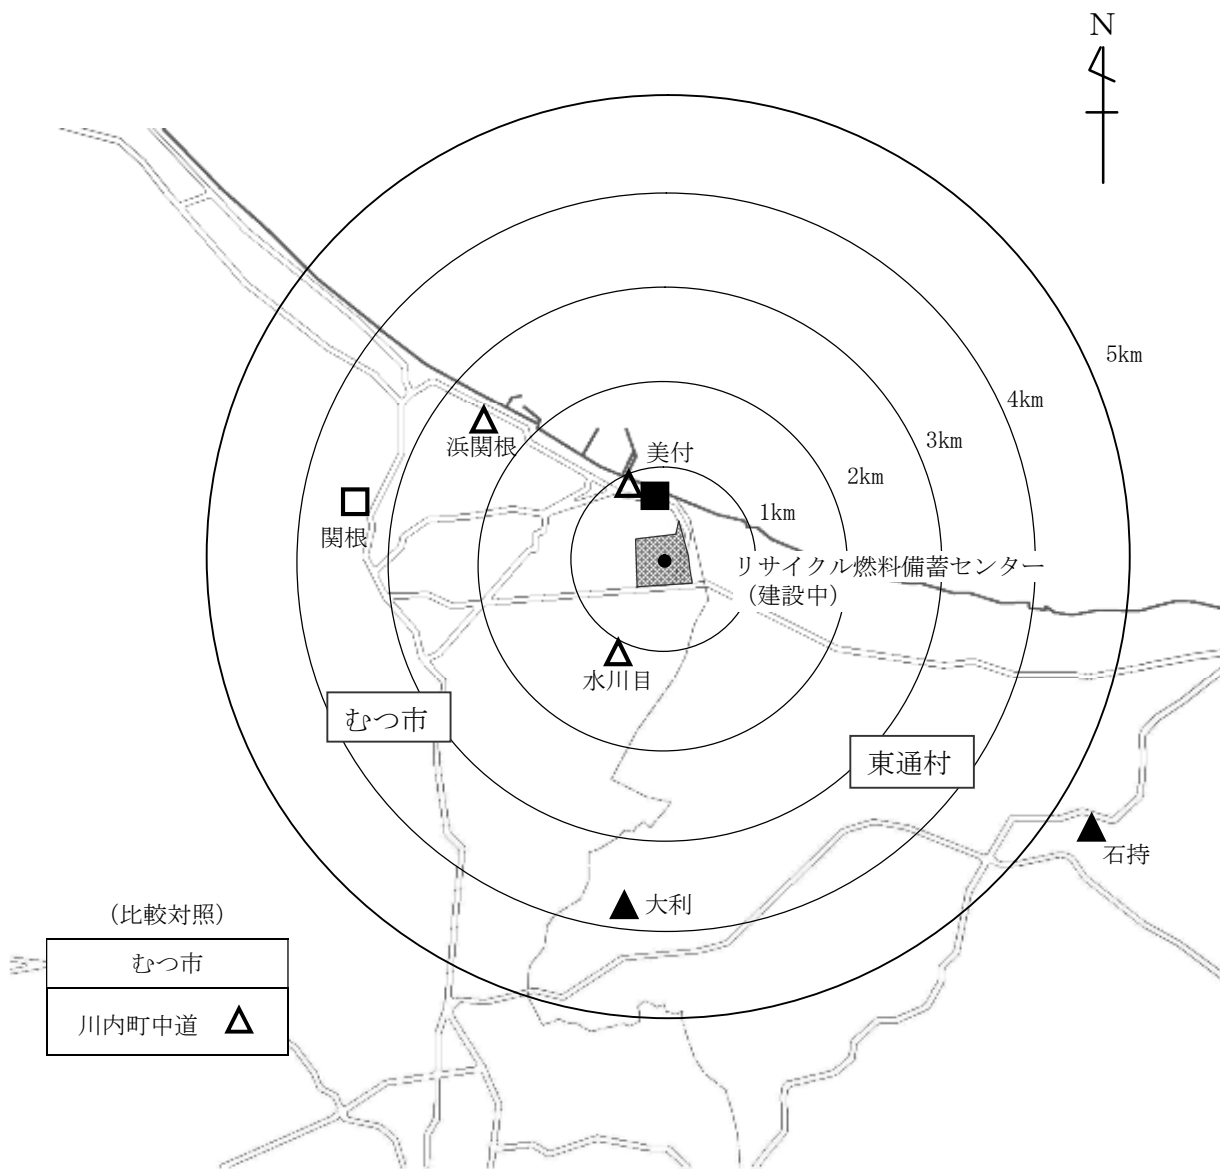 N
5km
4km
3km
浜関根
美付
2km
1km
関根
リサイクル燃料備蓄センター
（建設中）
水川目
むつ市
東通村
石持
大利
（比較対照）
むつ市
川内町中道